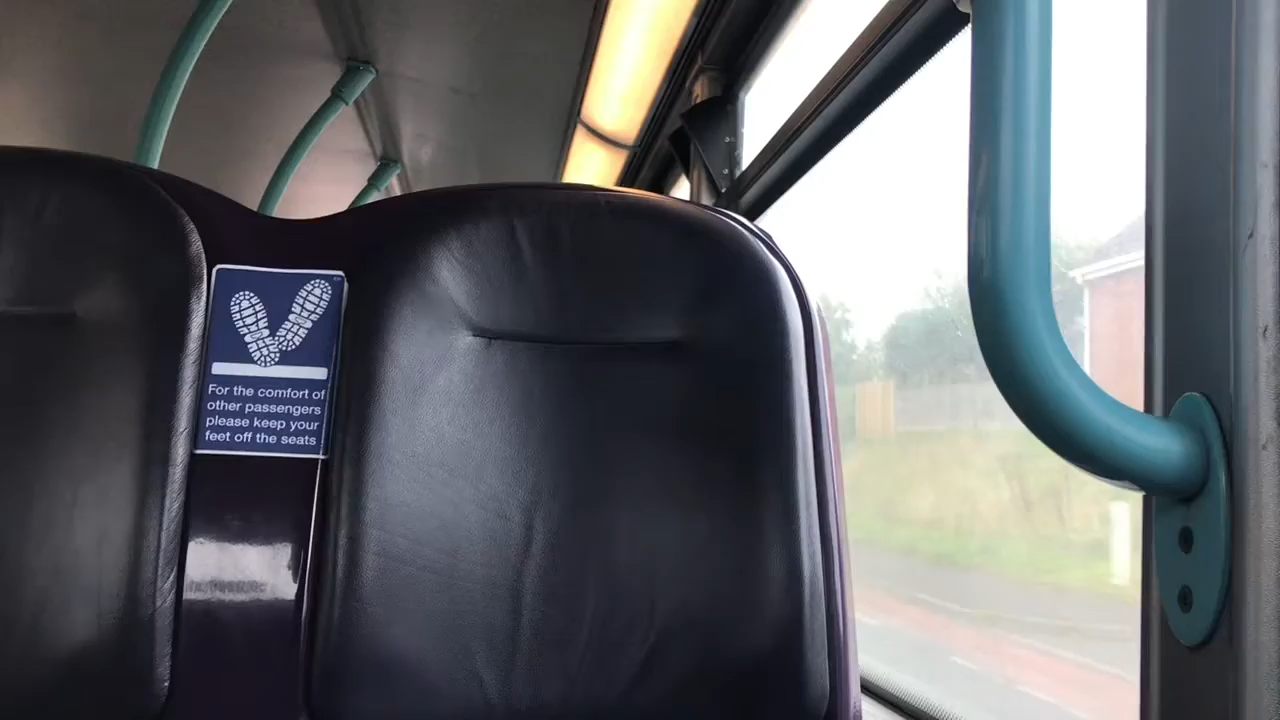 For the comfort of
other passengers
please keep your
feet off the seats